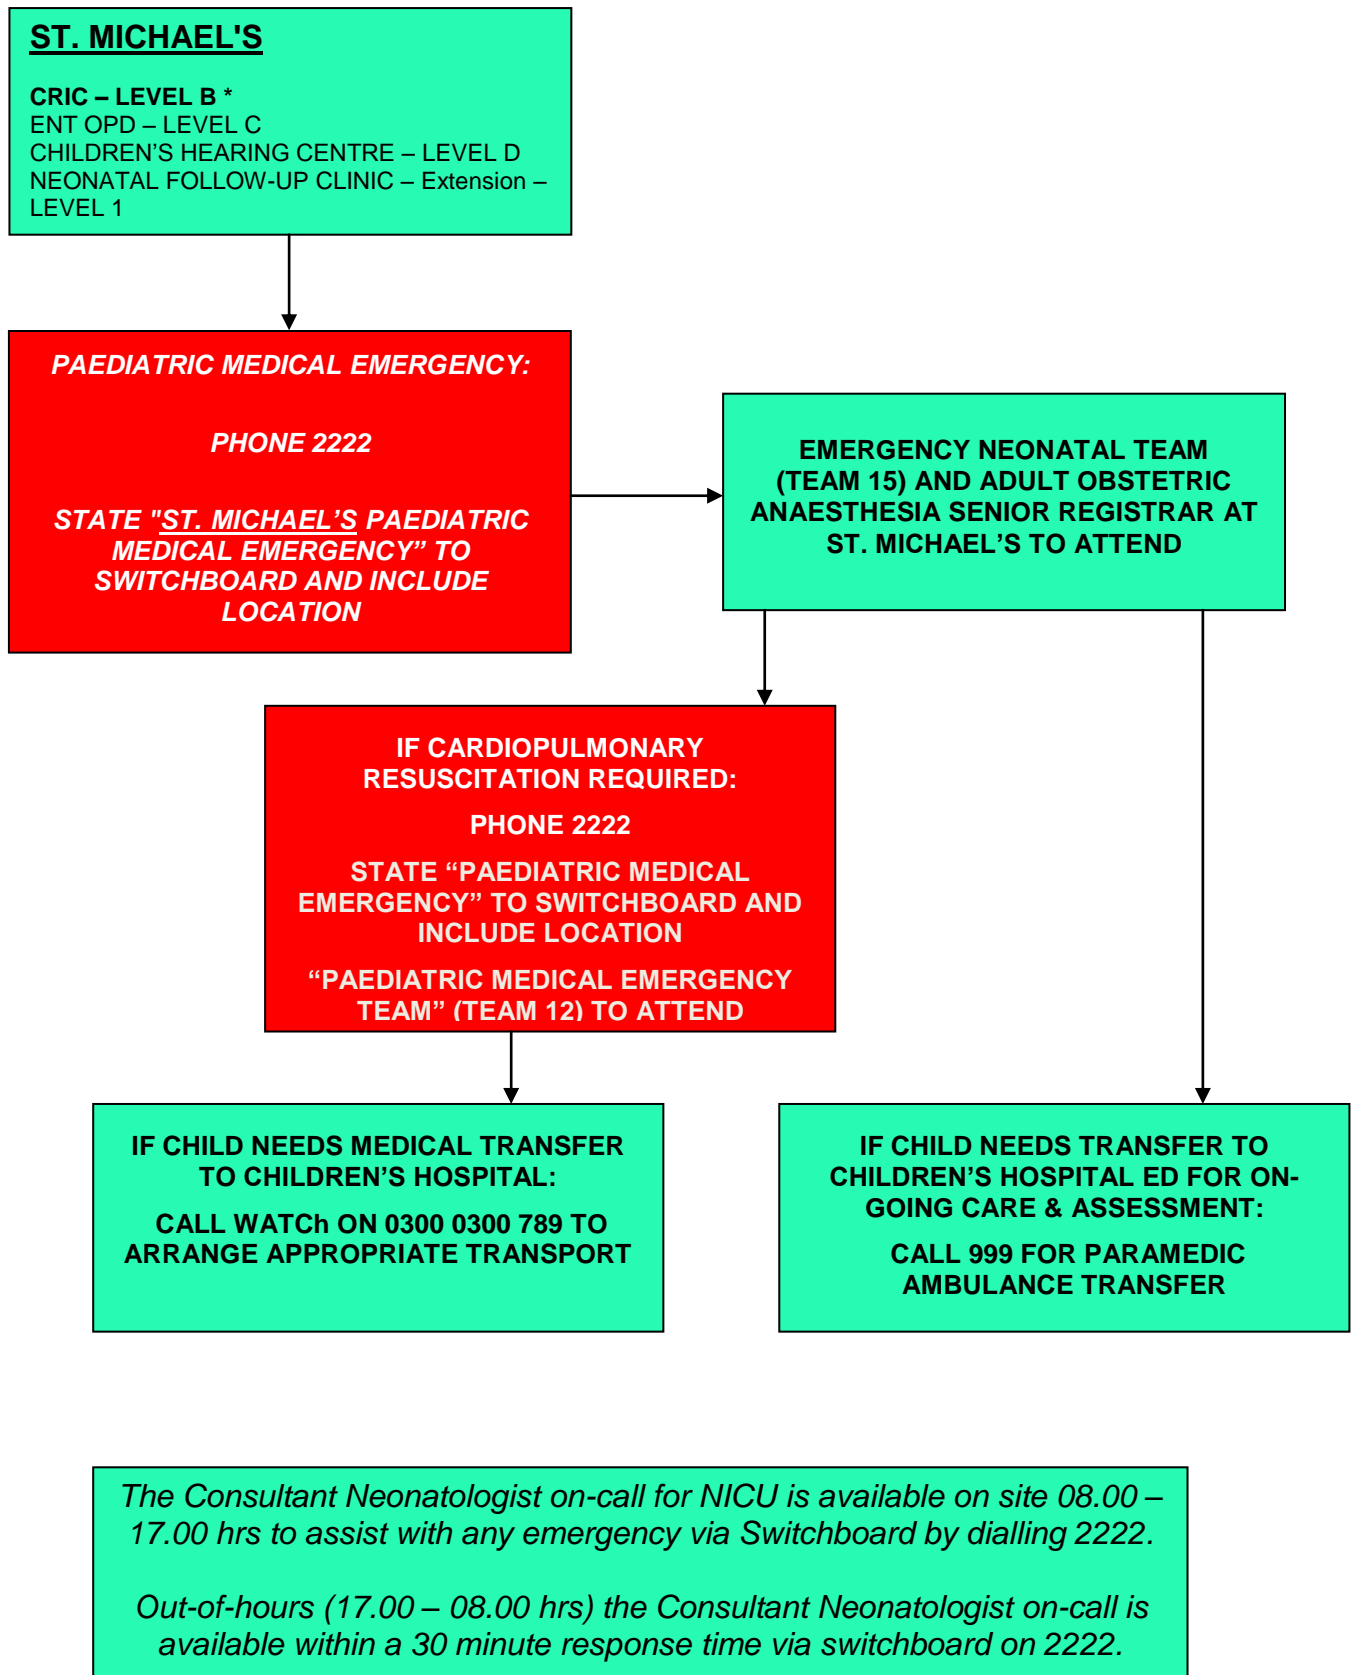 ST. MICHAEL'S
CRIC – LEVEL B *
ENT OPD – LEVEL C
CHILDREN’S HEARING CENTRE – LEVEL D
NEONATAL FOLLOW-UP CLINIC – Extension –
LEVEL 1
PAEDIATRIC MEDICAL EMERGENCY:
PHONE 2222
STATE "ST. MICHAEL’S PAEDIATRIC
MEDICAL EMERGENCY” TO
SWITCHBOARD AND INCLUDE
LOCATION
EMERGENCY NEONATAL TEAM
(TEAM 15) AND ADULT OBSTETRIC
ANAESTHESIA SENIOR REGISTRAR AT
ST. MICHAEL’S TO ATTEND
IF CARDIOPULMONARY
RESUSCITATION REQUIRED:
PHONE 2222
STATE “PAEDIATRIC MEDICAL
EMERGENCY” TO SWITCHBOARD AND
INCLUDE LOCATION
“PAEDIATRIC MEDICAL EMERGENCY
TEAM” (TEAM 12) TO ATTEND
IF CHILD NEEDS MEDICAL TRANSFER
TO CHILDREN’S HOSPITAL:
CALL WATCh ON 0300 0300 789 TO
ARRANGE APPROPRIATE TRANSPORT
IF CHILD NEEDS TRANSFER TO
CHILDREN’S HOSPITAL ED FOR ON-
GOING CARE & ASSESSMENT:
CALL 999 FOR PARAMEDIC
AMBULANCE TRANSFER
The Consultant Neonatologist on-call for NICU is available on site 08.00 –
17.00 hrs to assist with any emergency via Switchboard by dialling 2222.
Out-of-hours (17.00 – 08.00 hrs) the Consultant Neonatologist on-call is
available within a 30 minute response time via switchboard on 2222.